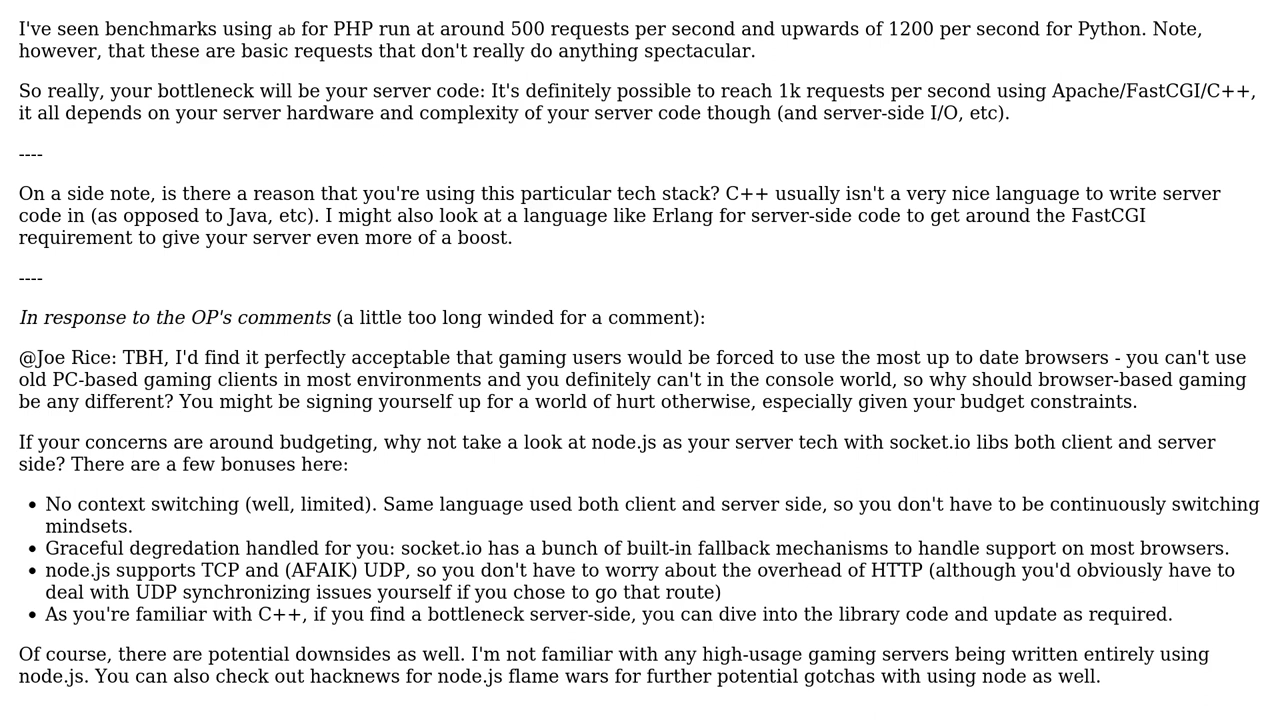 I've seen benchmarks using ab for PHP run at around 500 requests per second and upwards of 1200 per second for Python. Note,
however, that these are basic requests that don't really do anything spectacular.
So really, your bottleneck will be your server code: It's definitely possible to reach 1k requests per second using Apache/FastCGI/C++,
it all depends on your server hardware and complexity of your server code though (and server-side I/O, etc).
----
On a side note, is there a reason that you're using this particular tech stack? C++ usually isn't a very nice language to write server
code in (as opposed to Java, etc). I might also look at a language like Erlang for server-side code to get around the FastCGI
requirement to give your server even more of a boost.
----
In response to the OP's comments (a little too long winded for a comment):
@Joe Rice: TBH, I'd find it perfectly acceptable that gaming users would be forced to use the most up to date browsers - you can't use
old PC-based gaming clients in most environments and you definitely can't in the console world, so why should browser-based gaming
be any different? You might be signing yourself up for a world of hurt otherwise, especially given your budget constraints.
If your concerns are around budgeting, why not take a look at node.js as your server tech with socket.io libs both client and server
side? There are a few bonuses here:
• No context switching (well, limited). Same language used both client and server side, so you don't have to be continuously switching
mindsets.
• Graceful degredation handled for you: socket.io has a bunch of built-in fallback mechanisms to handle support on most browsers.
• node.js supports TCP and (AFAIK) UDP, so you don't have to worry about the overhead of HTTP (although you'd obviously have to
deal with UDP synchronizing issues yourself if you chose to go that route)
• As you're familiar with C++, if you find a bottleneck server-side, you can dive into the library code and update as required.
Of course, there are potential downsides as well. I'm not familiar with any high-usage gaming servers being written entirely using
node.js. You can also check out hacknews for node.js flame wars for further potential gotchas with using node as well.